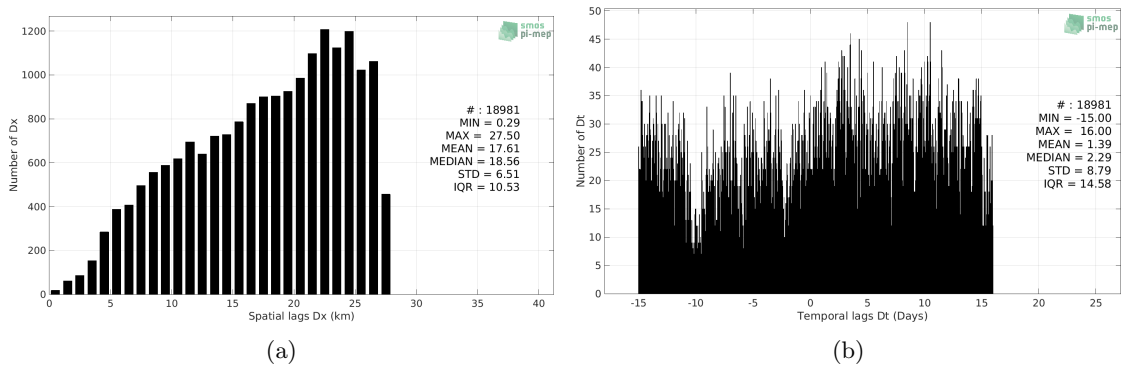 smos
pi-mep
Number of Dx
1200
1000
800
600
400
200
0
# : 18981
MIN = 0.29
MAX = 27.50
MEAN = 17.61
MEDIAN = 18.56
STD = 6.51
IQR = 10.53
0 5 10 15 20 25 30 35 40
Spatial lags Dx (km)
(a)
smos
pi-mep
Number of Dt
50
45
40
35
30
25
20
15
10
5
0
# : 18981
MIN = -15.00
MAX = 16.00
MEAN = 1.39
MEDIAN = 2.29
STD = 8.79
IQR = 14.58
-15 -10 -5 0 5 10 15 20 25
Temporal lags Dt (Days)
(b)